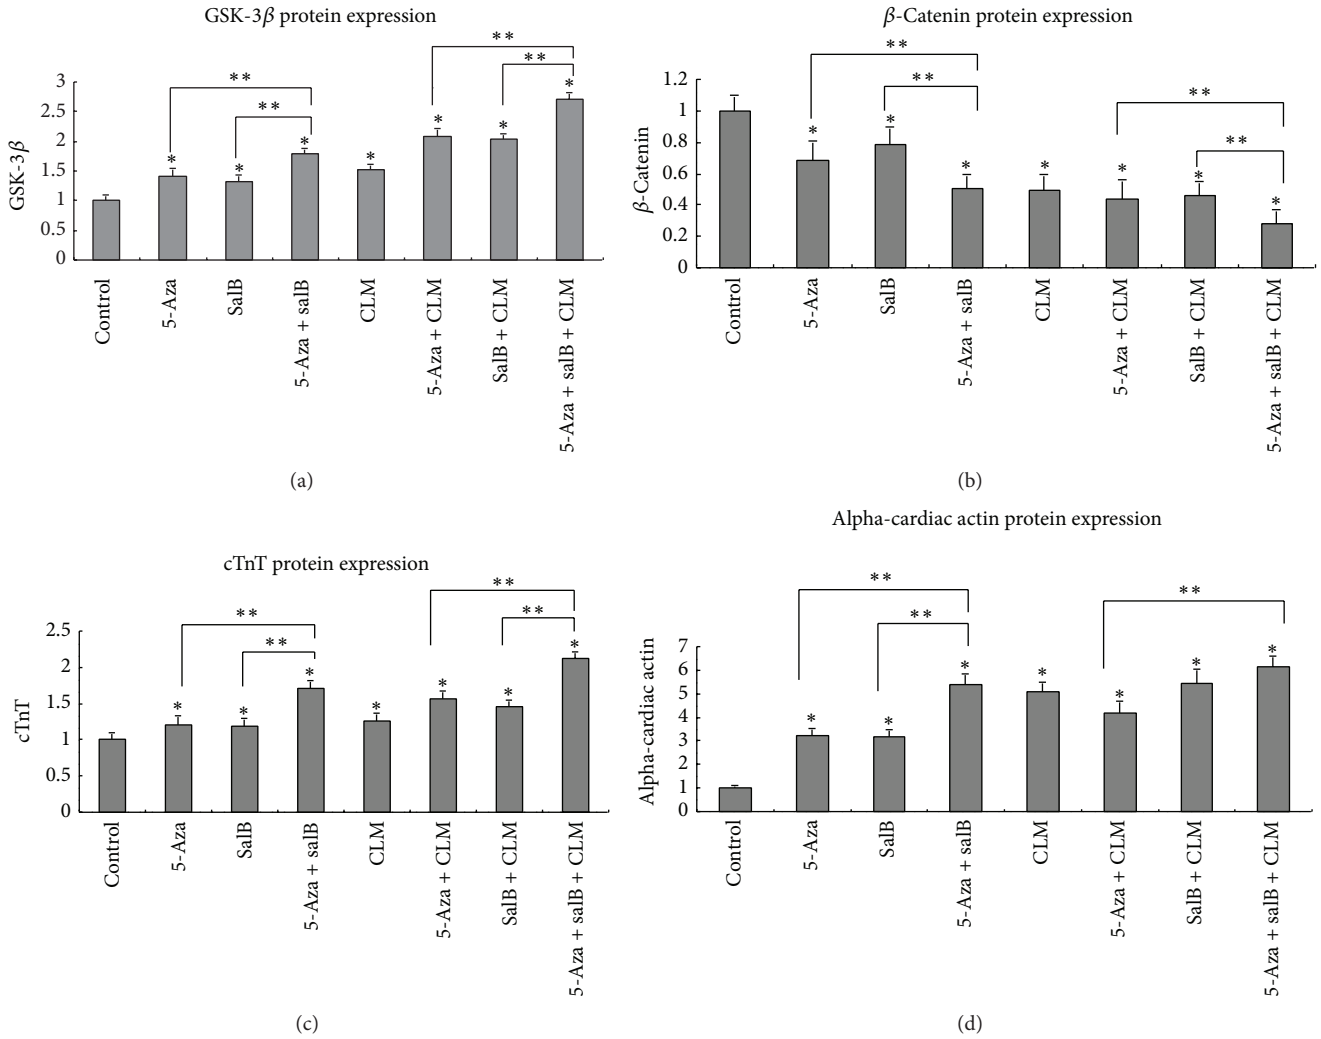 GSK-3β protein expression
GSK-3β
3
2.5
2
1.5
1
0.5
0
* * * * * * *
** ** ** **
Control
5-Aza
SalB
5-Aza + salB
CLM
5-Aza + CLM
SalB + CLM
5-Aza + salB + CLM
(a)
β-Catenin protein expression
β-Catenin
1.2
1
0.8
0.6
0.4
0.2
0
* * * * * * *
** ** ** **
Control
5-Aza
SalB
5-Aza + salB
CLM
5-Aza + CLM
SalB + CLM
5-Aza + salB + CLM
(b)
cTnT protein expression
cTnT
2.5
2
1.5
1
0.5
0
* * * * * * *
** ** ** **
Control
5-Aza
SalB
5-Aza + salB
CLM
5-Aza + CLM
SalB + CLM
5-Aza + salB + CLM
(c)
Alpha-cardiac actin protein expression
Alpha-cardiac actin
7
6
5
4
3
2
1
0
* * * * * * *
** ** **
Control
5-Aza
SalB
5-Aza + salB
CLM
5-Aza + CLM
SalB + CLM
5-Aza + salB + CLM
(d)